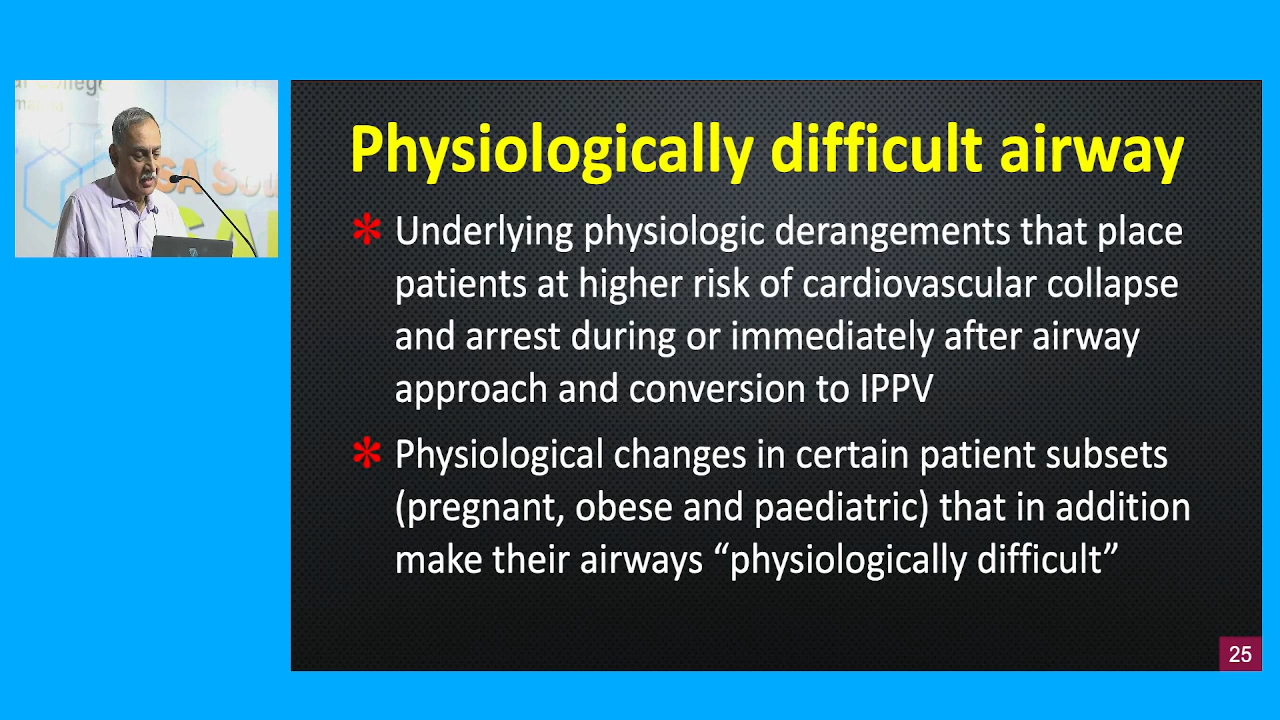 Physiologically difficult airway
Underlying physiologic derangements that place
patients at higher risk of cardiovascular collapse
and arrest during or immediately after airway
approach and conversion to IPPV
Physiological changes in certain patient subsets
(pregnant, obese and paediatric) that in addition
make their airways “physiologically difficult”
25